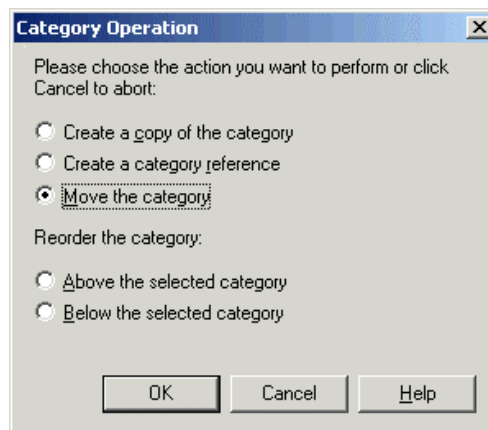 Category Operation
Please choose the action you want to perform or click
Cancel to abort:
Create a copy of the category
Create a category reference
Move the category
Reorder the category:
Above the selected category
Below the selected category
OK Cancel Help